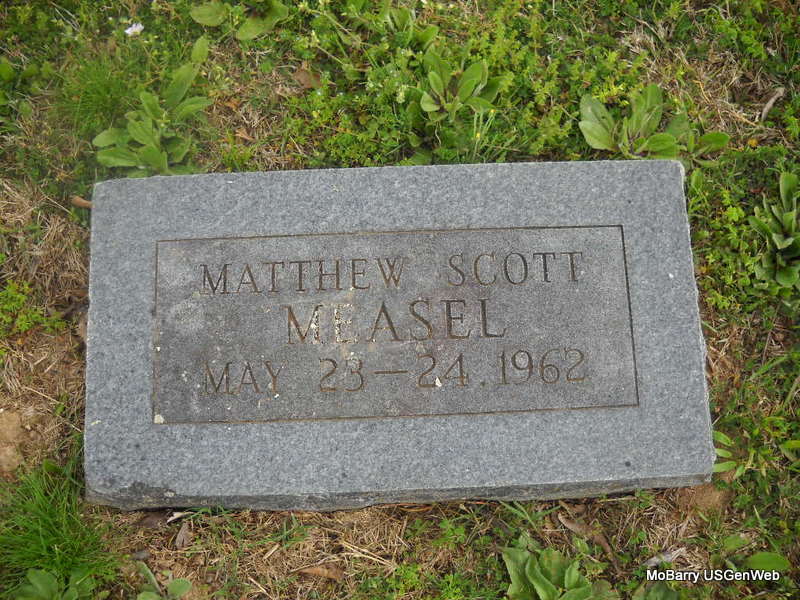 MATTHEW SCOTT
MEASEL
MAY 23-24, 1962
MoBarry USGenWeb